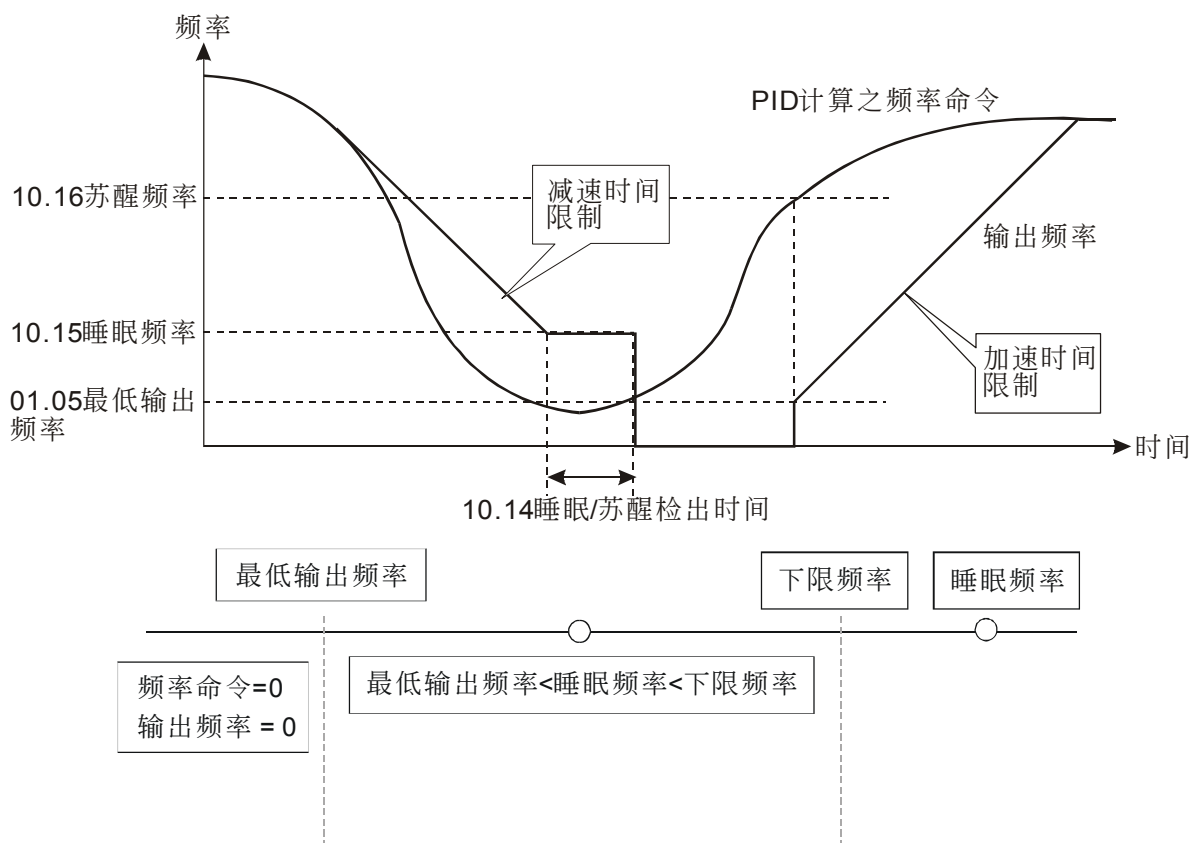 频率
PID计算之频率命令
10.16苏醒频率
减速时间
限制
输出频率
10.15睡眠频率
加速时间
限制
01.05最低输出
频率
时间
10.14睡眠/苏醒检出时间
最低输出频率
下限频率
睡眠频率
频率命令=0
输出频率 = 0
最低输出频率<睡眠频率<下限频率